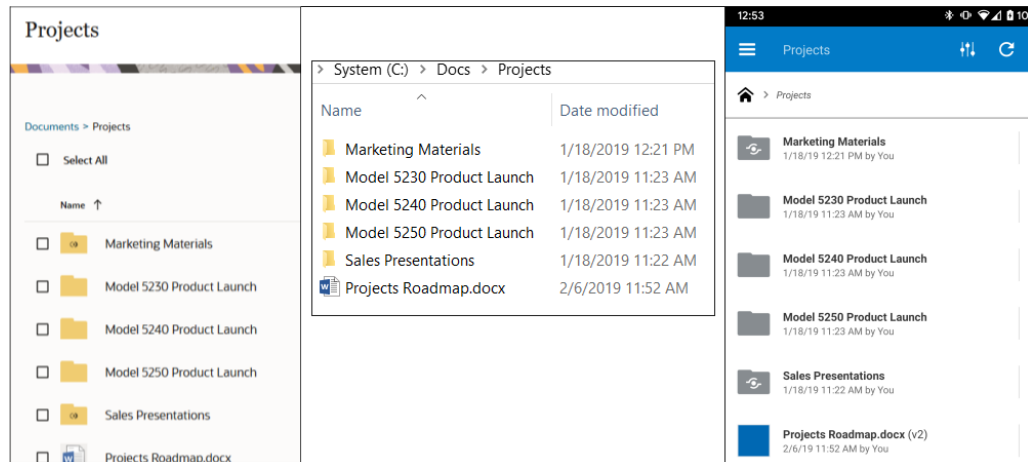 Projects
Documents > Projects
Select All
Name ↑
Marketing Materials
Model 5230 Product Launch
Model 5240 Product Launch
Model 5250 Product Launch
Sales Presentations
Projects Roadmap.docx
> System (C:) > Docs > Projects
Name Date modified
Marketing Materials 1/18/2019 12:21 PM
Model 5230 Product Launch 1/18/2019 11:23 AM
Model 5240 Product Launch 1/18/2019 11:23 AM
Model 5250 Product Launch 1/18/2019 11:23 AM
Sales Presentations 1/18/2019 11:22 AM
Projects Roadmap.docx 2/6/2019 11:52 AM
12:53 10
Projects
> Projects
Marketing Materials
1/18/19 12:21 PM by You
Model 5230 Product Launch
1/18/19 11:23 AM by You
Model 5240 Product Launch
1/18/19 11:23 AM by You
Model 5250 Product Launch
1/18/19 11:23 AM by You
Sales Presentations
1/18/19 11:22 AM by You
Projects Roadmap.docx (v2)
2/6/19 11:52 AM by You